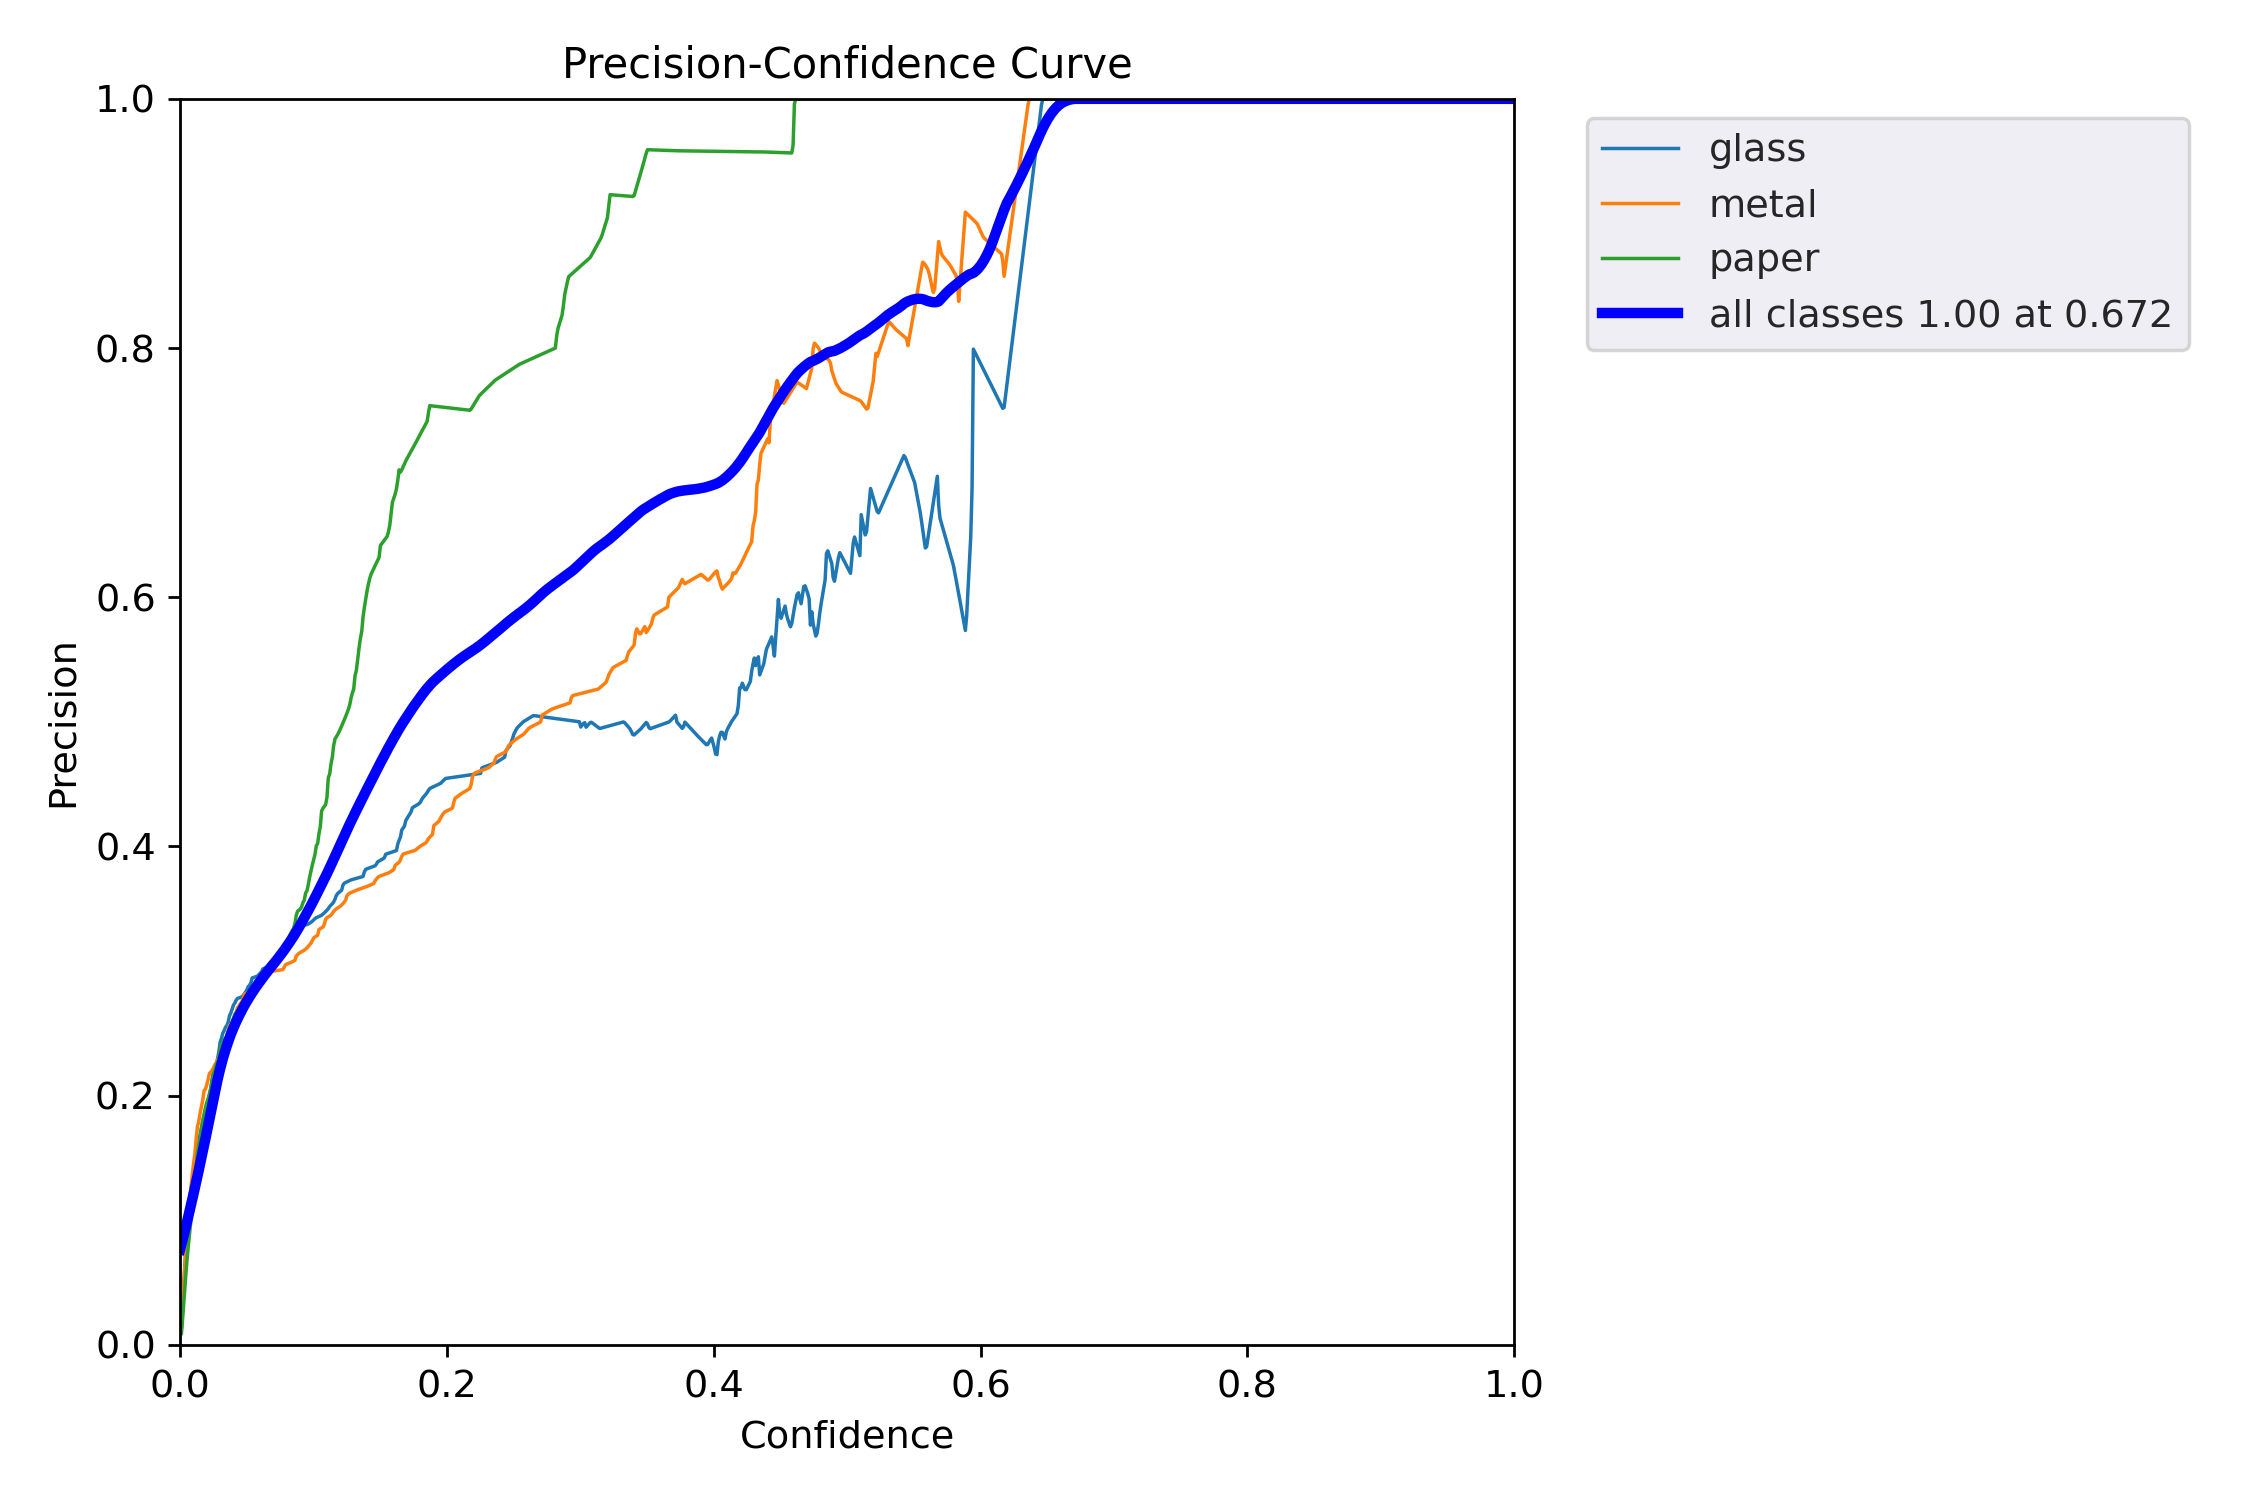 Precision-Confidence Curve
1.0
0.8
0.6
0.4
0.2
0.0
Precision
0.0 0.2 0.4 0.6 0.8 1.0
Confidence
glass
metal
paper
all classes 1.00 at 0.672